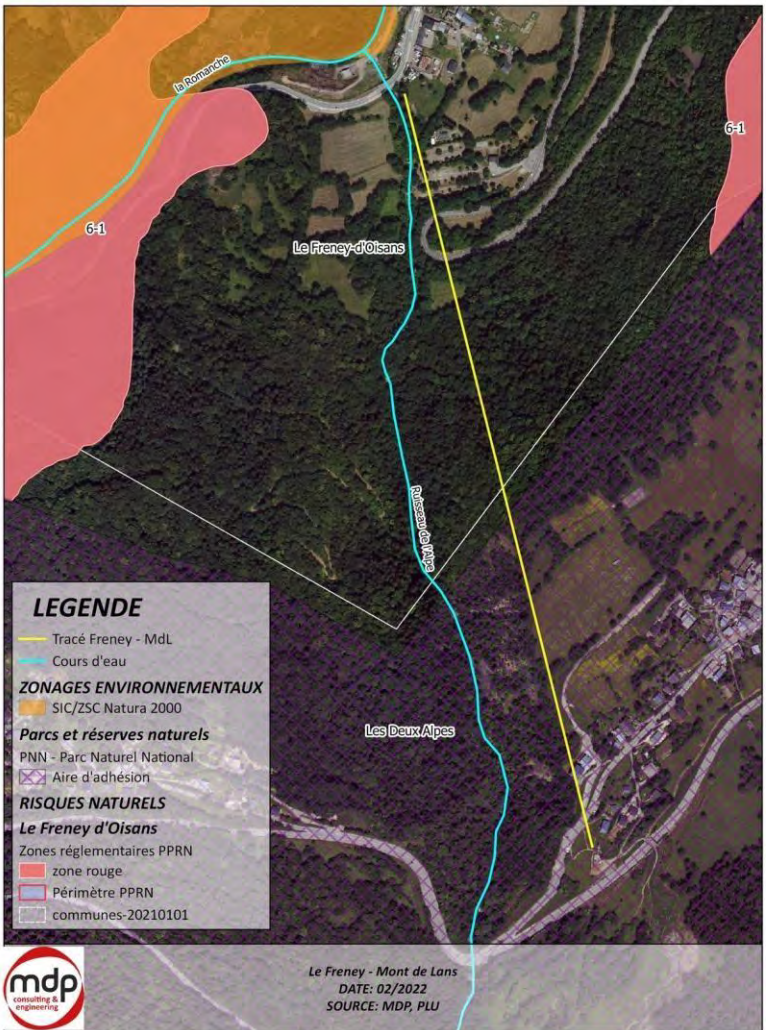 la Romanche
6-1
6-1
Le Freney-d'Oisans
Ruisseau de l'Alpe
Les Deux Alpes
LEGENDE
Tracé Freney - MdL
Cours d'eau
ZONAGES ENVIRONNEMENTAUX
SIC/ZSC Natura 2000
Parcs et réserves naturels
PNN - Parc Naturel National
Aire d'adhésion
RISQUES NATURELS
Le Freney d'Oisans
Zones réglementaires PPRN
zone rouge
Périmètre PPRN
communes-20210101
mdp
consulting &
engineering
Le Freney - Mont de Lans
DATE: 02/2022
SOURCE: MDP, PLU